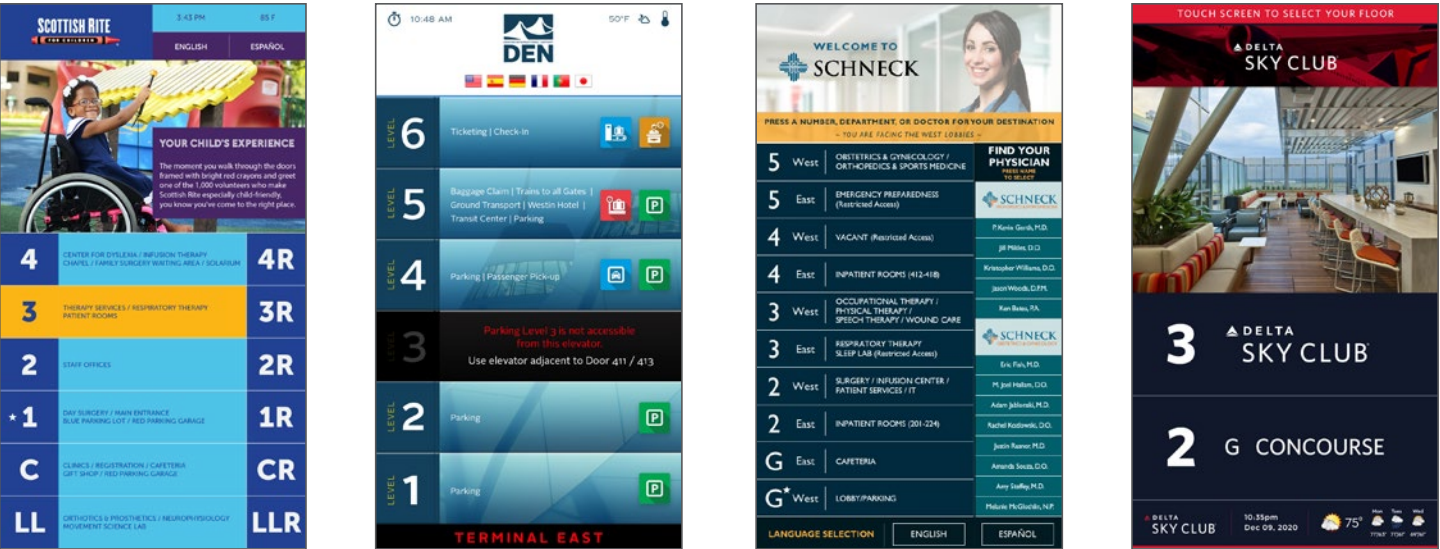 SCOTTISH RITE
FOR CHILDREN
3:43 PM
85 F
ENGLISH
ESPAÑOL
YOUR CHILD'S EXPERIENCE
The moment you walk through the doors
framed with bright red crayons and greet
one of the 1,000 volunteers who make
Scottish Rite especially child-friendly,
you know you've come to the right place.
4
CENTER FOR DYSLEXIA / INFUSION THERAPY
CHAPEL / FAMILY SURGERY WAITING AREA / SOLARIUM
4R
3
THERAPY SERVICES / RESPIRATORY THERAPY
PATIENT ROOMS
3R
2
STAFF OFFICES
2R
★ 1
DAY SURGERY / MAIN ENTRANCE
BLUE PARKING LOT / RED PARKING GARAGE
1R
C
CLINICS / REGISTRATION / CAFETERIA
GIFT SHOP / RED PARKING GARAGE
CR
LL
ORTHOTICS & PROSTHETICS / NEUROPHYSIOLOGY
MOVEMENT SCIENCE LAB
LLR
10:48 AM
50°F
DEN
LEVEL
6
Ticketing | Check-In
LEVEL
5
Baggage Claim | Trains to all Gates |
Ground Transport | Westin Hotel |
Transit Center | Parking
P
LEVEL
4
Parking | Passenger Pick-up
P
3
Parking Level 3 is not accessible
from this elevator.
Use elevator adjacent to Door 411 / 413
LEVEL
2
Parking
P
LEVEL
1
Parking
P
TERMINAL EAST
WELCOME TO
SCHNECK
PRESS A NUMBER, DEPARTMENT, OR DOCTOR FOR YOUR DESTINATION
~ YOU ARE FACING THE WEST LOBBIES ~
5 West
OBSTETRICS & GYNECOLOGY /
ORTHOPEDICS & SPORTS MEDICINE
5 East
EMERGENCY PREPAREDNESS
(Restricted Access)
4 West
VACANT (Restricted Access)
4 East
INPATIENT ROOMS (412-418)
3 West
OCCUPATIONAL THERAPY /
PHYSICAL THERAPY /
SPEECH THERAPY / WOUND CARE
3 East
RESPIRATORY THERAPY
SLEEP LAB (Restricted Access)
2 West
SURGERY / INFUSION CENTER /
PATIENT SERVICES / IT
2 East
INPATIENT ROOMS (201-224)
G East
CAFETERIA
G★ West
LOBBY/PARKING
FIND YOUR
PHYSICIAN
PRESS NAME
TO SELECT
SCHNECK
P. Kevin Gerth, M.D.
Jill Mikles, D.O.
Kristopher Williams, D.O.
Jason Woods, D.P.M.
Ken Bates, P.A.
SCHNECK
Eric Fish, M.D.
M. Joel Hallam, D.O.
Adam Jablonski, M.D.
Rachel Kozlowski, D.O.
Justin Ramer, M.D.
Amanda Souza, D.O.
Amy Steffey, M.D.
Melanie McGlothlin, N.P.
LANGUAGE SELECTION
ENGLISH
ESPAÑOL
TOUCH SCREEN TO SELECT YOUR FLOOR
DELTA
SKY CLUB
3
DELTA
SKY CLUB
2
G CONCOURSE
DELTA
SKY CLUB
10:35pm
Dec 09, 2020
75°
Mon
Tues
Wed